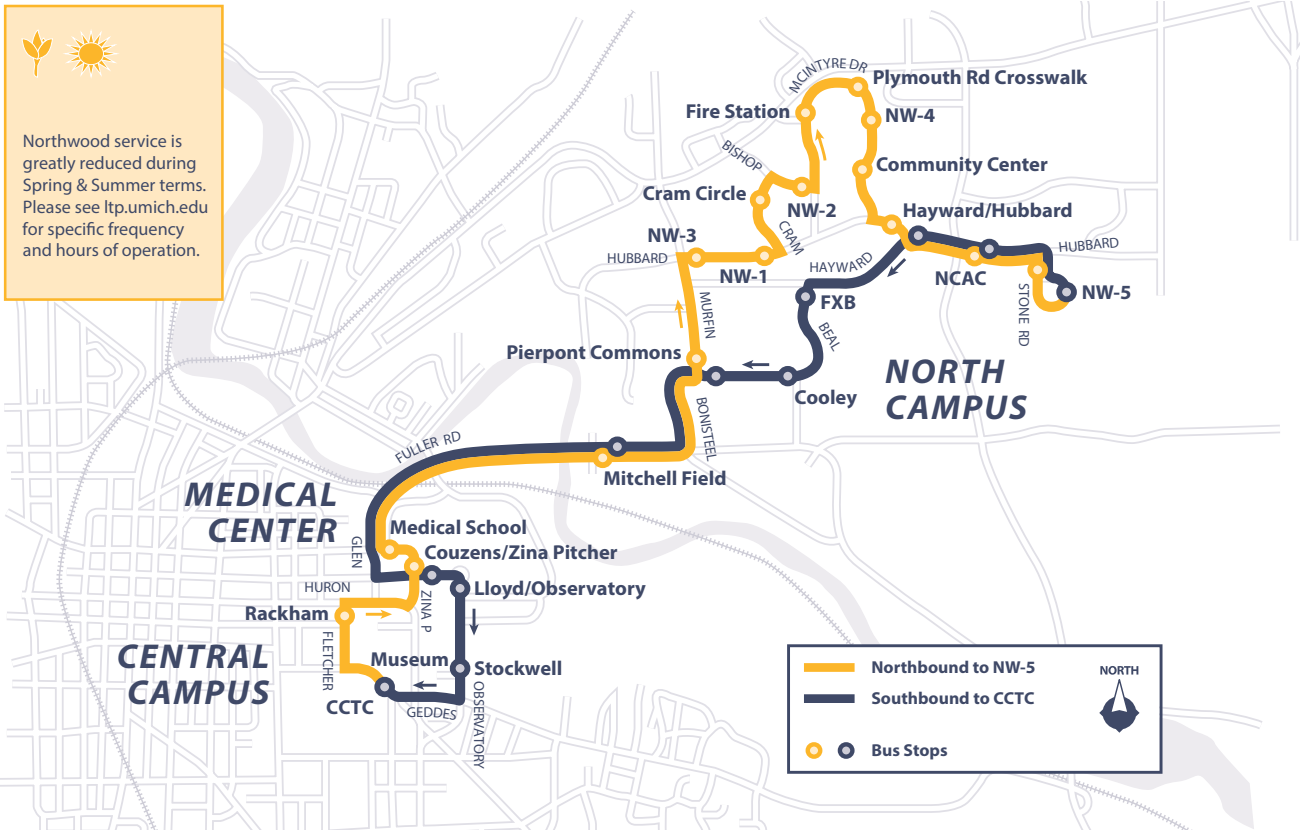 Northwood service is
greatly reduced during
Spring & Summer terms.
Please see ltp.umich.edu
for specific frequency
and hours of operation.
MCINTYRE DR
Plymouth Rd Crosswalk
Fire Station
NW-4
BISHOP
Community Center
Cram Circle
NW-2
Hayward/Hubbard
NW-3
CRAM
HUBBARD
HUBBARD
NW-1
HAYWARD
NCAC
NW-5
FXB
STONE RD
MURFIN
BEAL
Pierpont Commons
NORTH
CAMPUS
Cooley
BONISTEEL
FULLER RD
Mitchell Field
MEDICAL
CENTER
Medical School
GLEN
Couzens/Zina Pitcher
HURON
Lloyd/Observatory
ZINA P
Rackham
FLETCHER
CENTRAL
CAMPUS
Museum
Stockwell
CCTC
GEDDES
OBSERVATORY
Northbound to NW-5
Southbound to CCTC
Bus Stops
NORTH